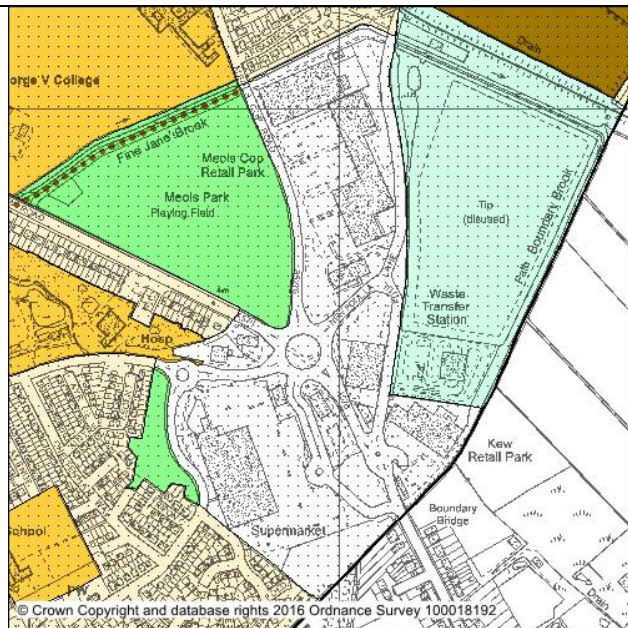 Drain
orge V College
Fine Jane's Brook
Meols Cop
Retail Park
Meols Park
Playing Field
Tip
(disused)
Path
Boundary Brook
Waste
Transfer
Station
Hosp
Kew
Retail Park
Boundary
Bridge
School
Supermarket
Drain
© Crown Copyright and database rights 2016 Ordnance Survey 100018192